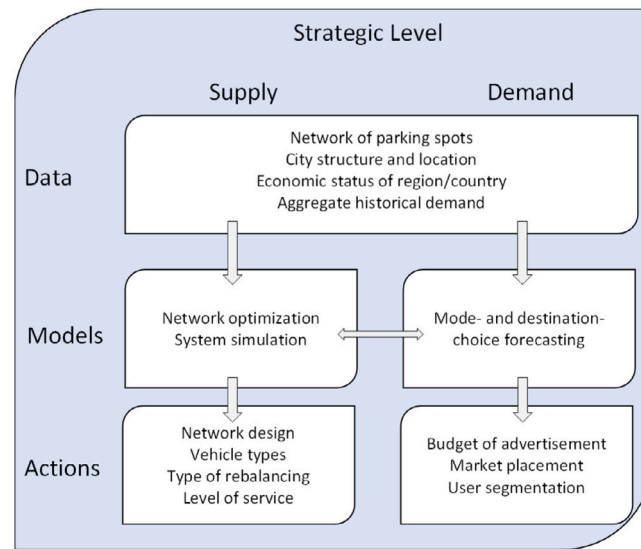 Strategic Level
Supply
Demand
Data
Network of parking spots
City structure and location
Economic status of region/country
Aggregate historical demand
Models
Network optimization
System simulation
Mode- and destination-
choice forecasting
Actions
Network design
Vehicle types
Type of rebalancing
Level of service
Budget of advertisement
Market placement
User segmentation